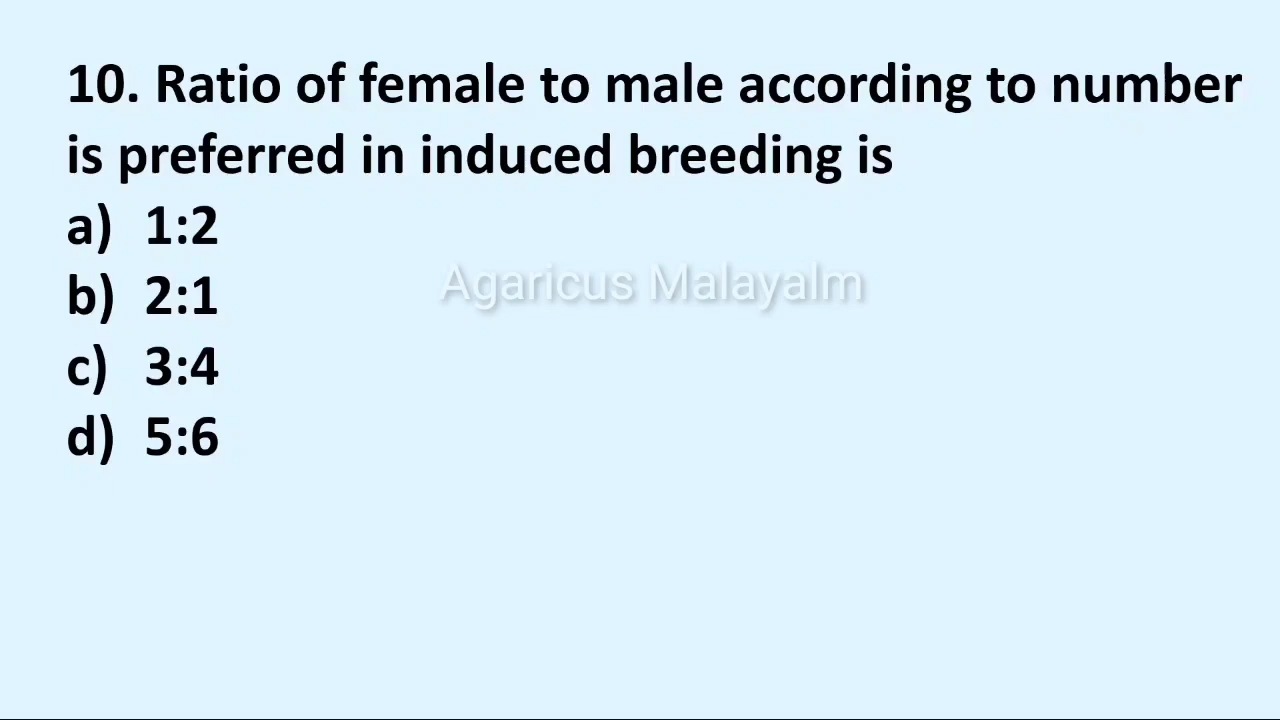 10. Ratio of female to male according to number
is preferred in induced breeding is
a) 1:2
b) 2:1
Agaricus Malayalm
c) 3:4
d) 5:6